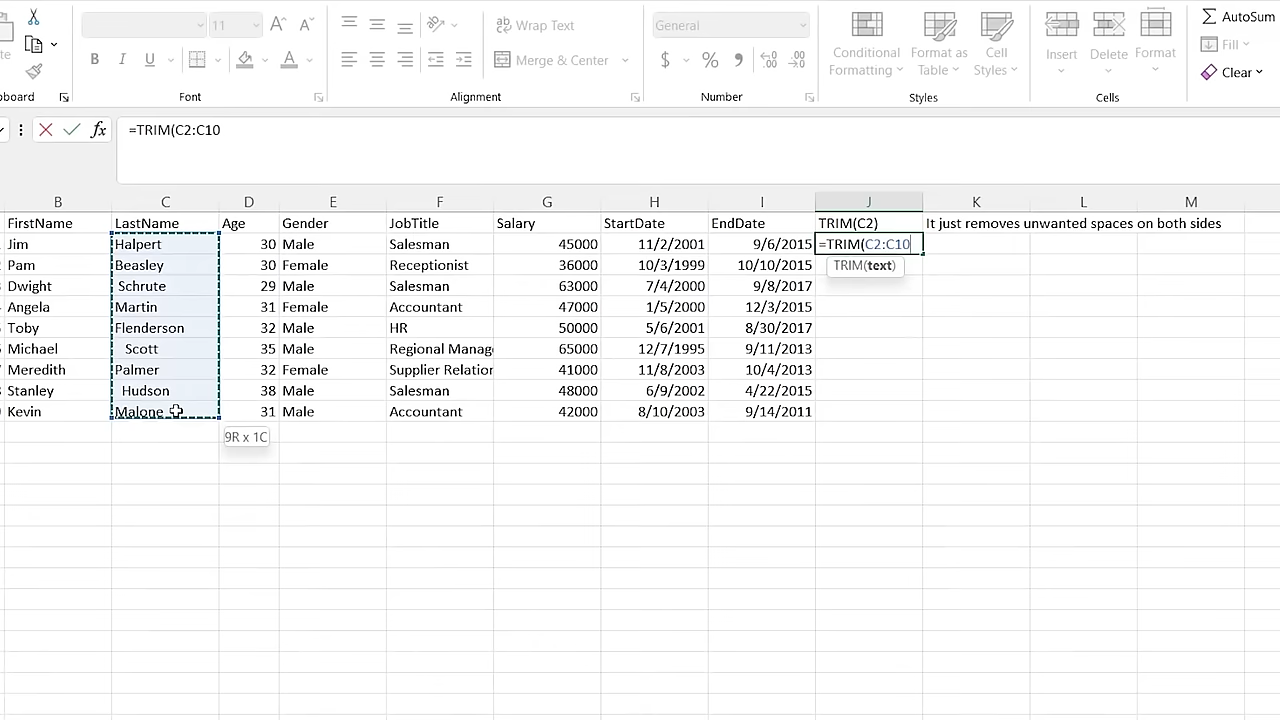 11
Wrap Text
General
Conditional Formatting
Format as Table
Cell Styles
Insert
Delete
Format
AutoSum
Fill
Clear
B I U A
Merge & Center
$ % 9
board
Font
Alignment
Number
Styles
Cells
fx =TRIM(C2:C10
B C D E F G H I J K L M
FirstName LastName Age Gender JobTitle Salary StartDate EndDate TRIM(C2) It just removes unwanted spaces on both sides
Jim Halpert 30 Male Salesman 45000 11/2/2001 9/6/2015 =TRIM(C2:C10
Pam Beasley 30 Female Receptionist 36000 10/3/1999 10/10/2015 TRIM(text)
Dwight Schrute 29 Male Salesman 63000 7/4/2000 9/8/2017
Angela Martin 31 Female Accountant 47000 1/5/2000 12/3/2015
Toby Flenderson 32 Male HR 50000 5/6/2001 8/30/2017
Michael Scott 35 Male Regional Manag 65000 12/7/1995 9/11/2013
Meredith Palmer 32 Female Supplier Relation 41000 11/8/2003 10/4/2013
Stanley Hudson 38 Male Salesman 48000 6/9/2002 4/22/2015
Kevin Malone 31 Male Accountant 42000 8/10/2003 9/14/2011
9R x 1C